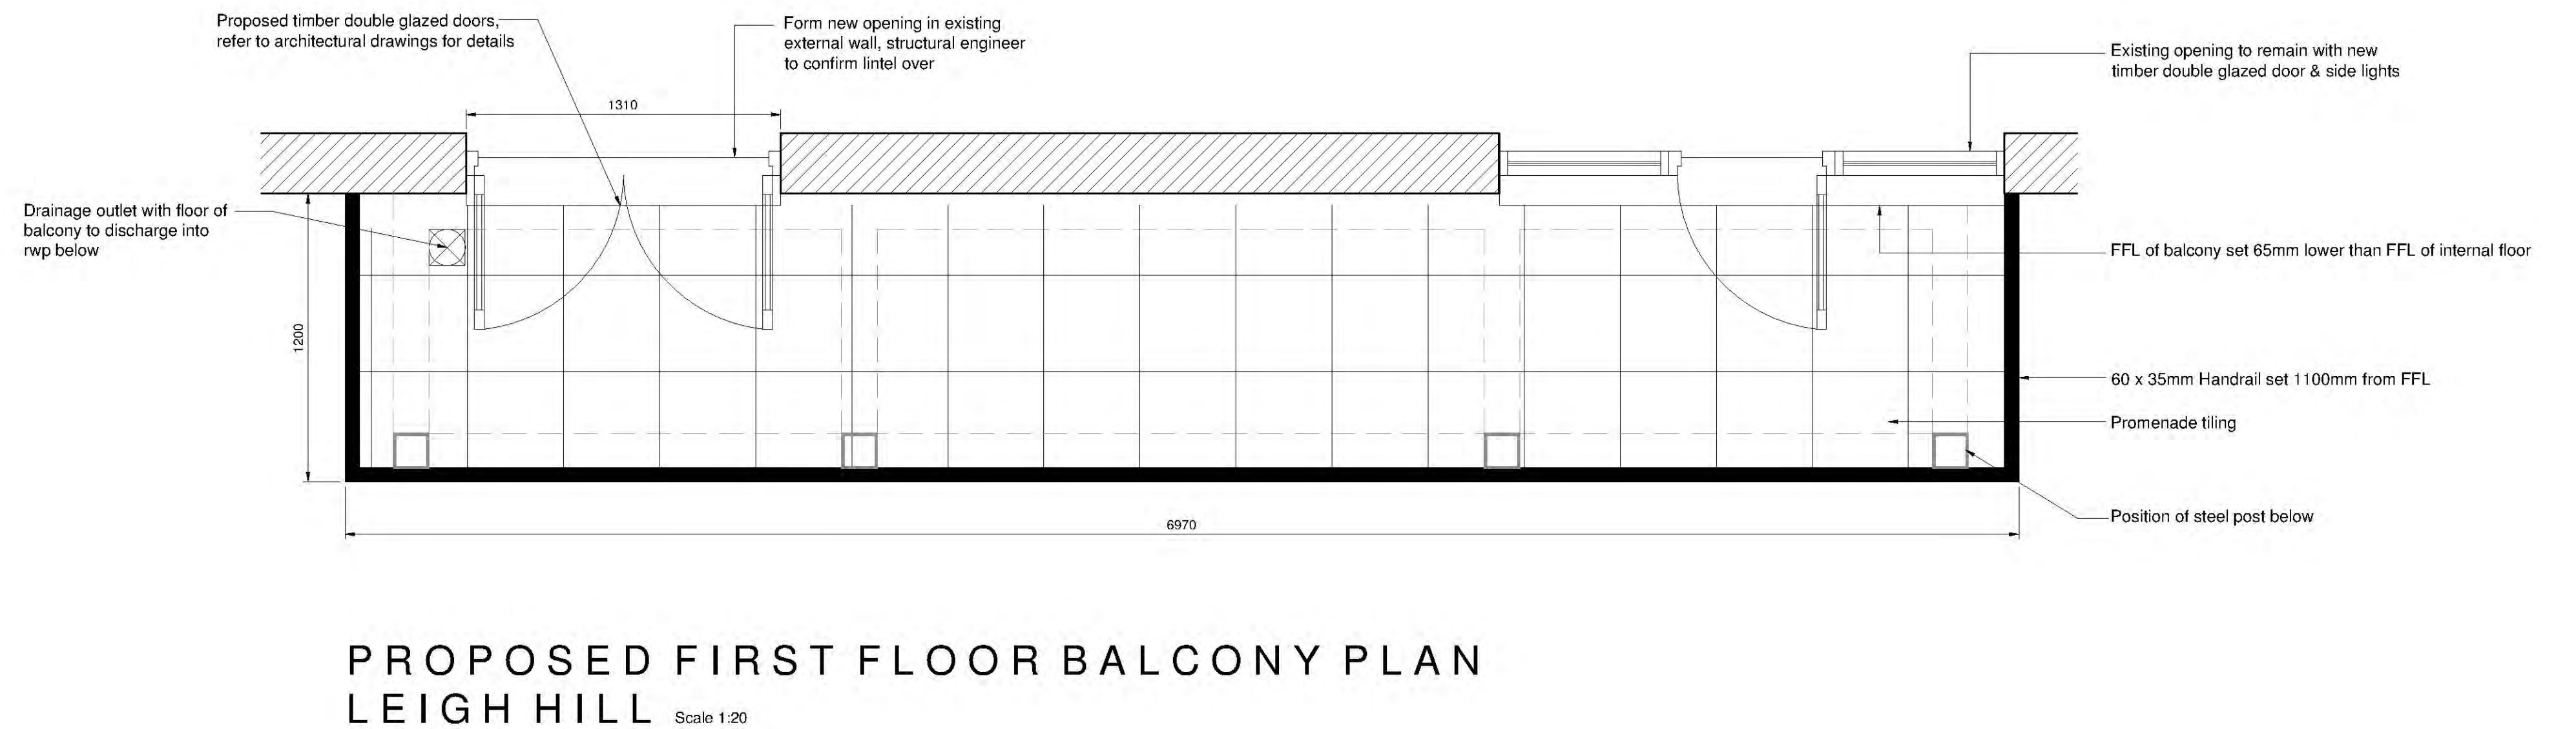 Proposed timber double glazed doors,
refer to architectural drawings for details
Form new opening in existing
external wall, structural engineer
to confirm lintel over
Existing opening to remain with new
timber double glazed door & side lights
1310
Drainage outlet with floor of
balcony to discharge into
rwp below
FFL of balcony set 65mm lower than FFL of internal floor
1200
60 x 35mm Handrail set 1100mm from FFL
Promenade tiling
Position of steel post below
6970
PROPOSED FIRST FLOOR BALCONY PLAN
LEIGH HILL Scale 1:20